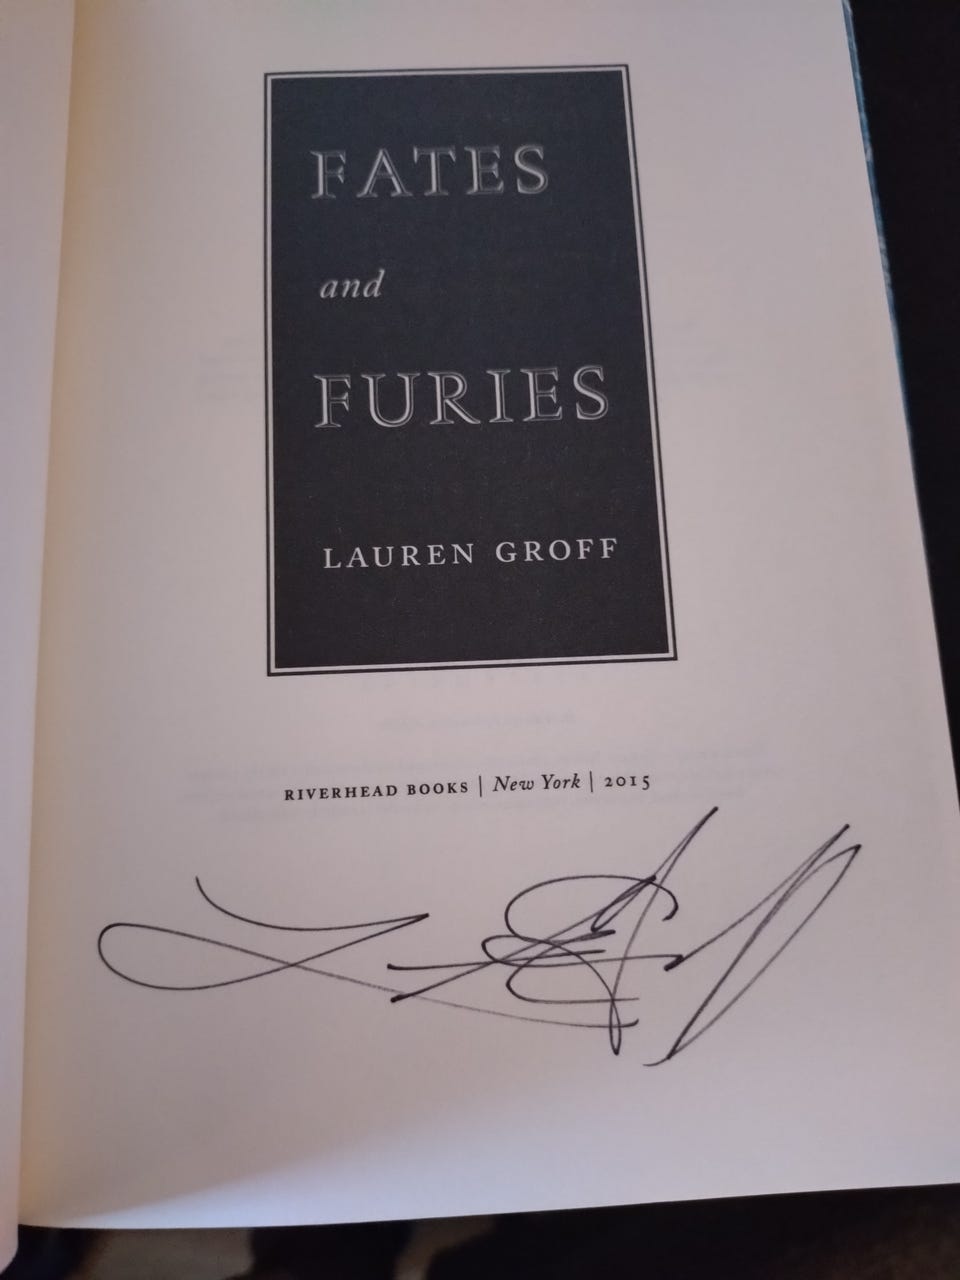 FATES
and
FURIES
LAUREN GROFF
RIVERHEAD BOOKS | New York | 2015